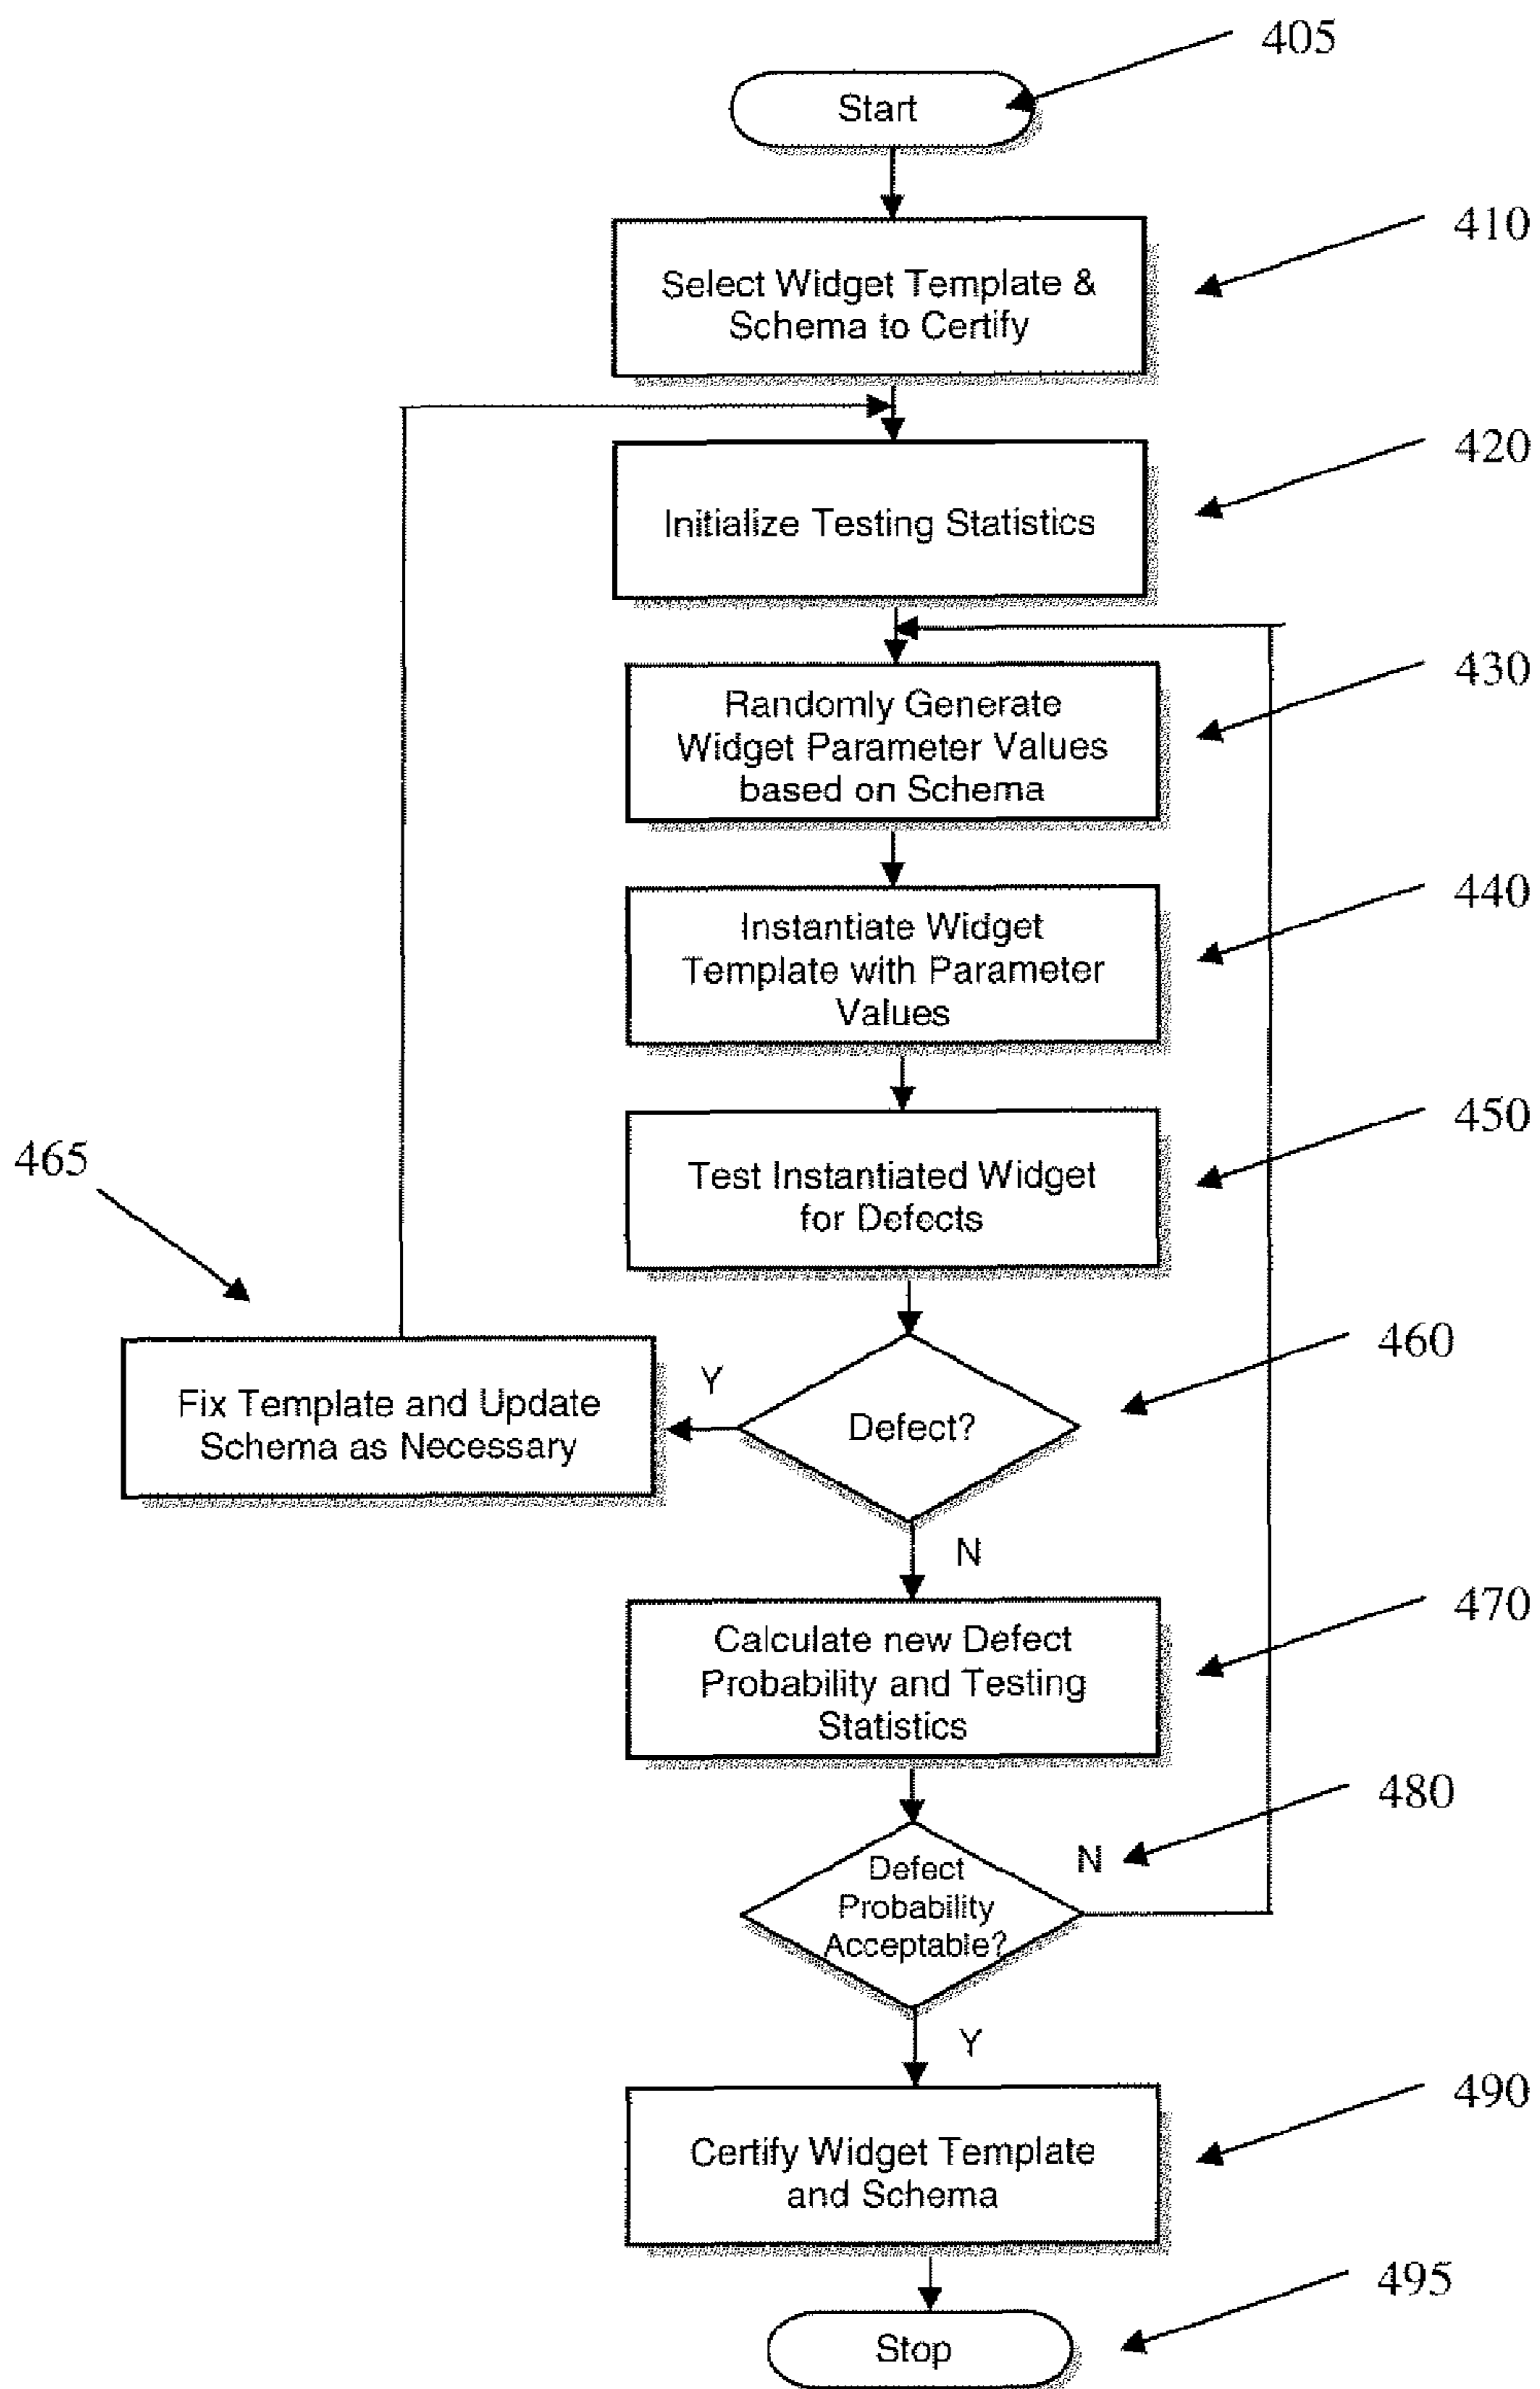 405
Start
410
Select Widget Template &
Schema to Certify
420
Initialize Testing Statistics
430
Randomly Generate
Widget Parameter Values
based on Schema
440
Instantiate Widget
Template with Parameter
Values
450
Test Instantiated Widget
for Defects
465
460
Y
Defect?
Fix Template and Update
Schema as Necessary
N
470
Calculate new Defect
Probability and Testing
Statistics
480
N
Defect
Probability
Acceptable?
Y
490
Certify Widget Template
and Schema
495
Stop